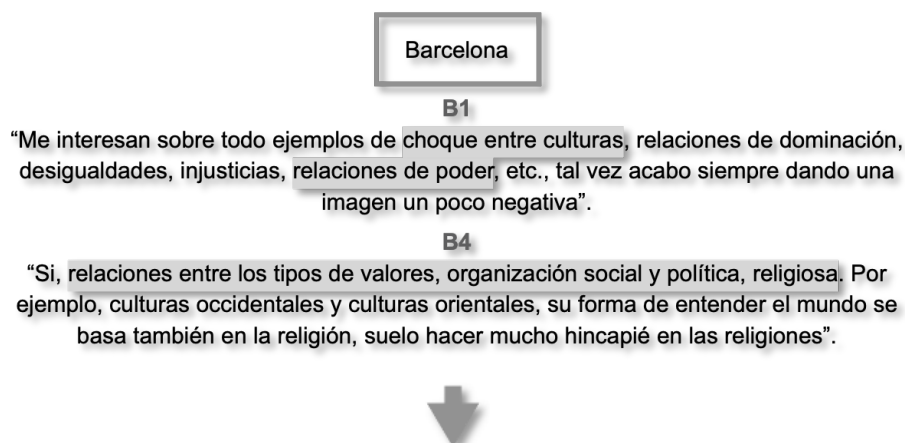 Barcelona
B1
“Me interesan sobre todo ejemplos de choque entre culturas, relaciones de dominación,
desigualdades, injusticias, relaciones de poder, etc., tal vez acabo siempre dando una
imagen un poco negativa”.
B4
“Si, relaciones entre los tipos de valores, organización social y política, religiosa. Por
ejemplo, culturas occidentales y culturas orientales, su forma de entender el mundo se
basa también en la religión, suelo hacer mucho hincapié en las religiones”.